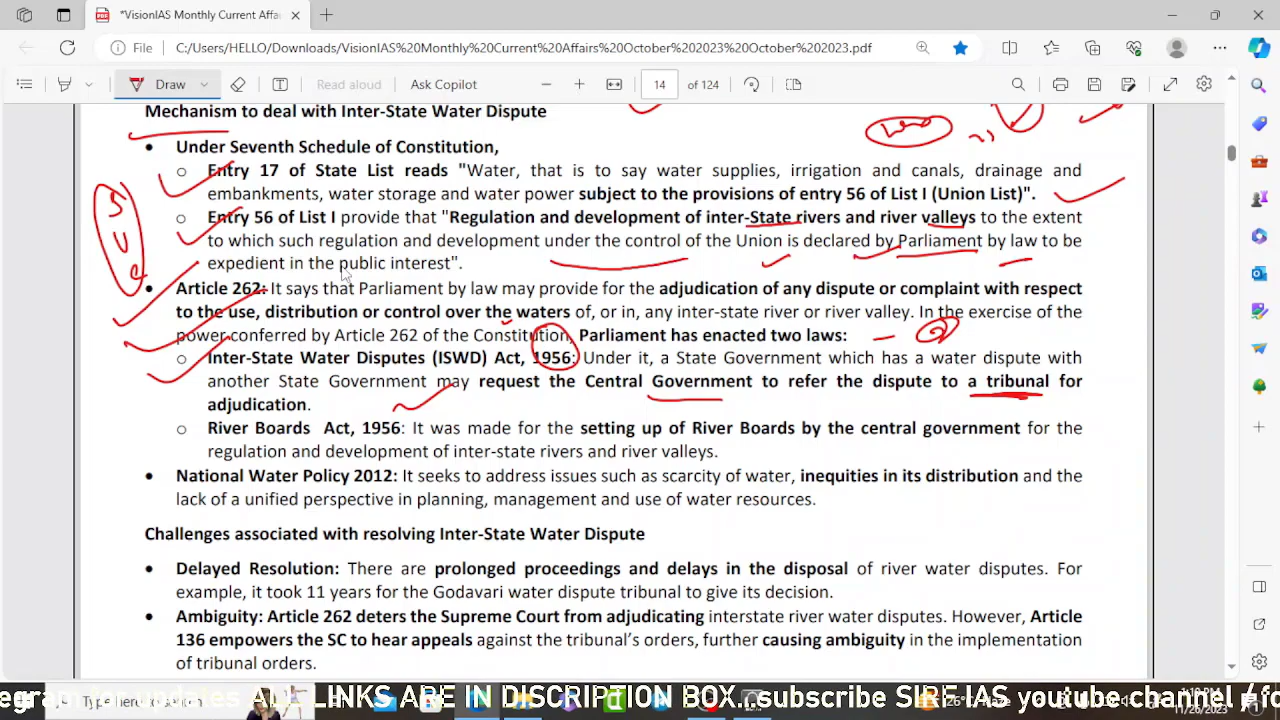 *VisionIAS Monthly Current Affai
File
C:/Users/HELLO/Downloads/VisionIAS%20Monthly%20Current%20Affairs%20October%202023%20October%202023.pdf
Draw
Read aloud
Ask Copilot
14
of 124
Mechanism to deal with Inter-State Water Dispute
• Under Seventh Schedule of Constitution,
o Entry 17 of State List reads "Water, that is to say water supplies, irrigation and canals, drainage and
embankments, water storage and water power subject to the provisions of entry 56 of List I (Union List)".
o Entry 56 of List I provide that "Regulation and development of inter-State rivers and river valleys to the extent
to which such regulation and development under the control of the Union is declared by Parliament by law to be
expedient in the public interest".
• Article 262: It says that Parliament by law may provide for the adjudication of any dispute or complaint with respect
to the use, distribution or control over the waters of, or in, any inter-state river or river valley. In the exercise of the
power conferred by Article 262 of the Constitution, Parliament has enacted two laws:
o Inter-State Water Disputes (ISWD) Act, 1956: Under it, a State Government which has a water dispute with
another State Government may request the Central Government to refer the dispute to a tribunal for
adjudication.
o River Boards Act, 1956: It was made for the setting up of River Boards by the central government for the
regulation and development of inter-state rivers and river valleys.
• National Water Policy 2012: It seeks to address issues such as scarcity of water, inequities in its distribution and the
lack of a unified perspective in planning, management and use of water resources.
Challenges associated with resolving Inter-State Water Dispute
• Delayed Resolution: There are prolonged proceedings and delays in the disposal of river water disputes. For
example, it took 11 years for the Godavari water dispute tribunal to give its decision.
• Ambiguity: Article 262 deters the Supreme Court from adjudicating interstate river water disputes. However, Article
136 empowers the SC to hear appeals against the tribunal's orders, further causing ambiguity in the implementation
of tribunal orders.
egram for updates ALL LINKS ARE IN DISCRIPTION BOX..subscribe SIRF IAS youtube channel / fo
11/26/2023